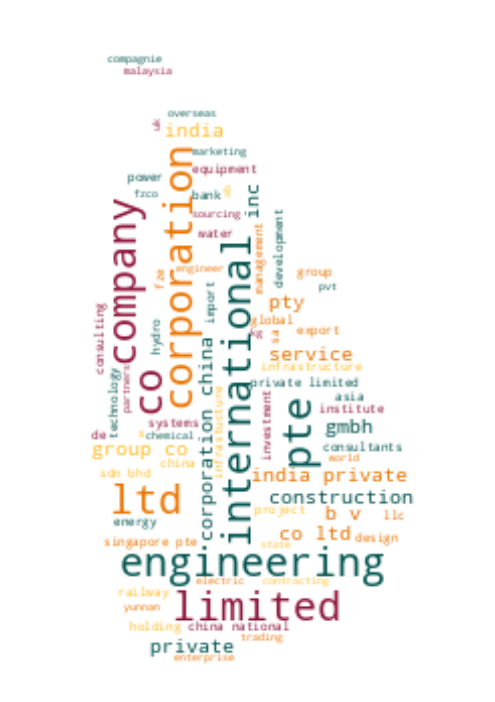 compagnie
malaysia
overseas
uk
india
marketing
corporation
equipment
power
fzco
bank
ab
inc
company
sourcing
development
water
management
international
engineer
fze
group
pvt
import
pty
consulting
global
kg
export
sa
hydro
co
corporation china
service
infrastructure
partners
technology
private limited
infrastucture
investment
asia
institute
pte
systems
gmbh
de
chemical
group co
consultants
china
world
sdn bhd
india private
ltd
construction
project
b v
llc
energy
co ltd
design
singapore pte
state
engineering
electric
contracting
railway
limited
yunnan
holding
china national
trading
private
enterprise